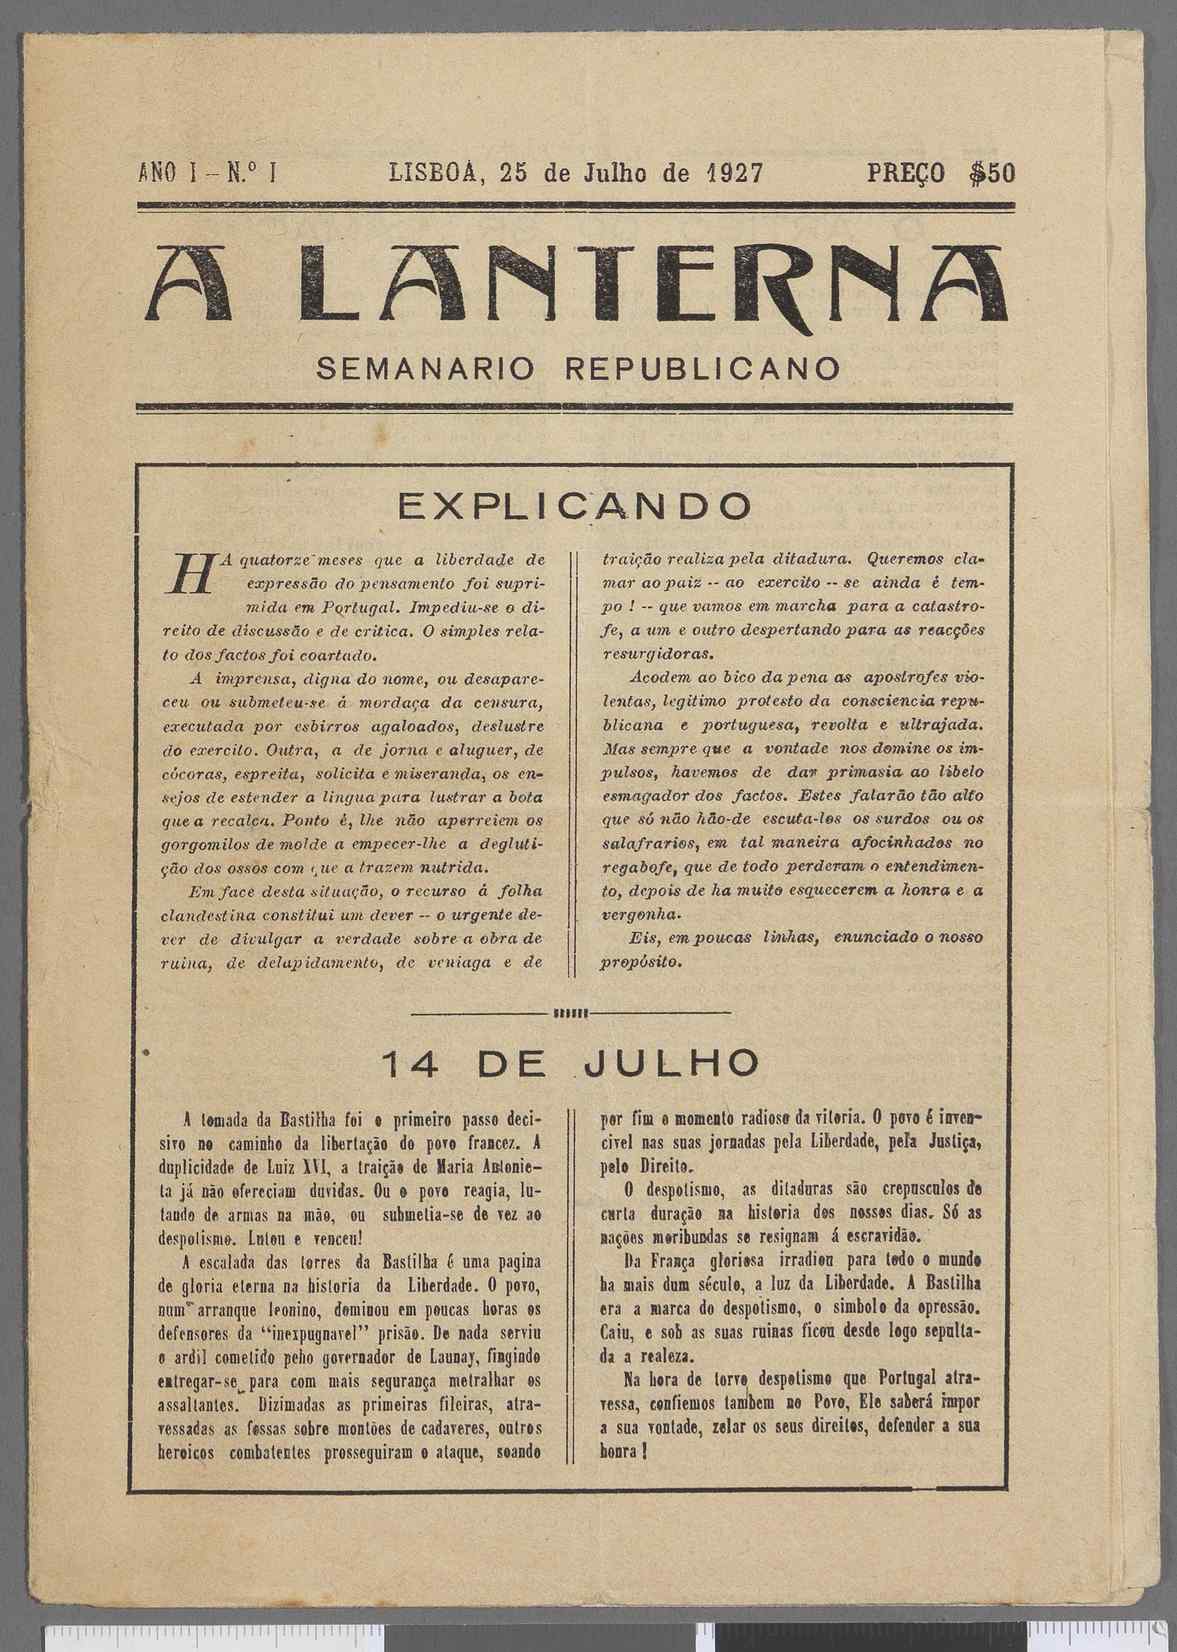 ANO I – N.º I LISBOA, 25 de Julho de 1927 PREÇO $50
A LANTERNA
SEMANARIO REPUBLICANO
EXPLICANDO
HA quatorze meses que a liberdade de
expressão do pensamento foi supri-
mida em Portugal. Impediu-se o di-
reito de discussão e de critica. O simples rela-
to dos factos foi coartado.
A imprensa, digna do nome, ou desapare-
ceu ou submeteu-se á mordaça da censura,
executada por esbirros agaloados, deslustre
do exercito. Outra, a de jorna e aluguer, de
cócoras, espreita, solicita e miseranda, os en-
sejos de estender a lingua para lustrar a bota
que a recalca. Ponto é, lhe não aperreiem os
gorgomilos de molde a empecer-lhe a degluti-
ção dos ossos com que a trazem nutrida.
Em face desta situação, o recurso á folha
clandestina constitui um dever -- o urgente de-
ver de divulgar a verdade sobre a obra de
ruina, de delapidamento, de veniaga e de
traição realiza pela ditadura. Queremos cla-
mar ao paiz -- ao exercito -- se ainda é tem-
po ! -- que vamos em marcha para a catastro-
fe, a um e outro despertando para as reacções
resurgidoras.
Acodem ao bico da pena as apostrofes vio-
lentas, legitimo protesto da consciencia repu-
blicana e portuguesa, revolta e ultrajada.
Mas sempre que a vontade nos domine os im-
pulsos, havemos de dar primasia ao libelo
esmagador dos factos. Estes falarão tão alto
que só não hão-de escuta-los os surdos ou os
salafrarios, em tal maneira afocinhados no
regabofe, que de todo perderam o entendimen-
to, depois de ha muito esquecerem a honra e a
vergonha.
Eis, em poucas linhas, enunciado o nosso
propósito.
14 DE JULHO
A tomada da Bastilha foi o primeiro passo deci-
sivo no caminho da libertação do povo francez. A
duplicidade de Luiz XVI, a traição de Maria Antonie-
ta já não ofereciam duvidas. Ou o povo reagia, lu-
tando de armas na mão, ou submetia-se de vez ao
despotismo. Lutou e venceu!
A escalada das torres da Bastilha é uma pagina
de gloria eterna na historia da Liberdade. O povo,
num arranque leonino, dominou em poucas horas os
defensores da "inexpugnavel" prisão. De nada serviu
o ardil cometido peho governador de Launay, fingindo
entregar-se para com mais segurança metralhar os
assaltantes. Dizimadas as primeiras fileiras, atra-
vessadas as fossas sobre montões de cadaveres, outros
heroicos combatentes prosseguiram o ataque, soando
por fim o momento radioso da vitoria. O povo é inven-
civel nas suas jornadas pela Liberdade, pela Justiça,
pelo Direito.
O despotismo, as ditaduras são crepusculos de
curta duração na historia dos nossos dias. Só as
nações moribundas se resignam á escravidão.
Da França gloriosa irradiou para todo o mundo
ha mais dum século, a luz da Liberdade. A Bastilha
era a marca do despotismo, o simbolo da opressão.
Caiu, e sob as suas ruinas ficou desde logo sepulta-
da a realeza.
Na hora de torvo despotismo que Portugal atra-
vessa, confiemos tambem no Povo, Ele saberá impor
a sua vontade, zelar os seus direitos, defender a sua
honra !